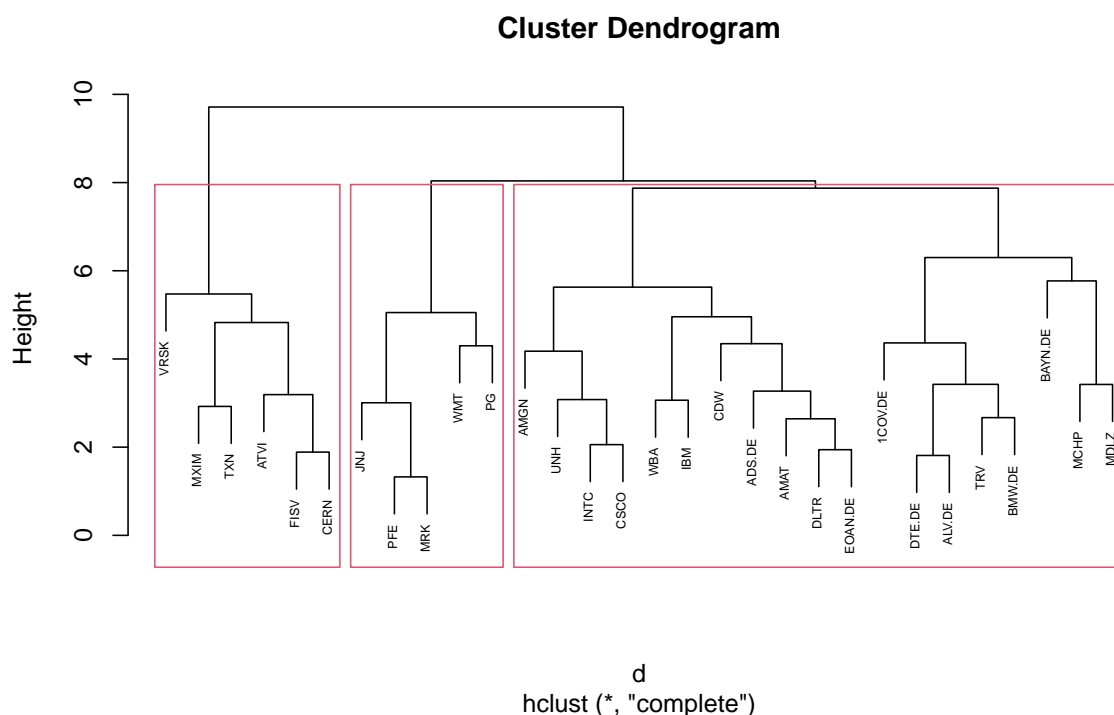 Cluster Dendrogram
Height
10
8
6
4
2
0
VRSK
MXIM
TXN
ATVI
FISV
CERN
JNJ
PFE
MRK
WMT
PG
AMGN
UNH
INTC
CSCO
WBA
IBM
CDW
ADS.DE
AMAT
DLTR
EOAN.DE
1COV.DE
DTE.DE
ALV.DE
TRV
BMW.DE
BAYN.DE
MCHP
MDLZ
d
hclust (*, "complete")